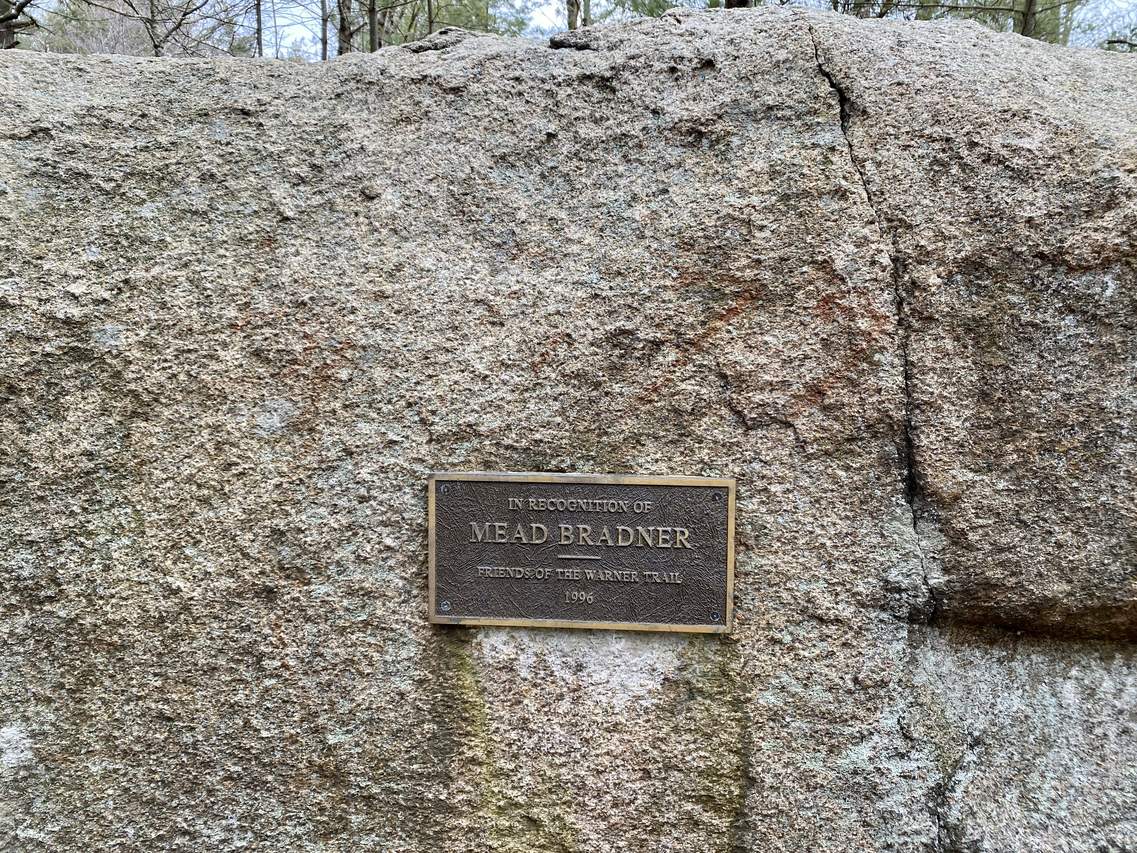 IN RECOGNITION OF
MEAD BRADNER
FRIENDS OF THE WARNER TRAIL
1996